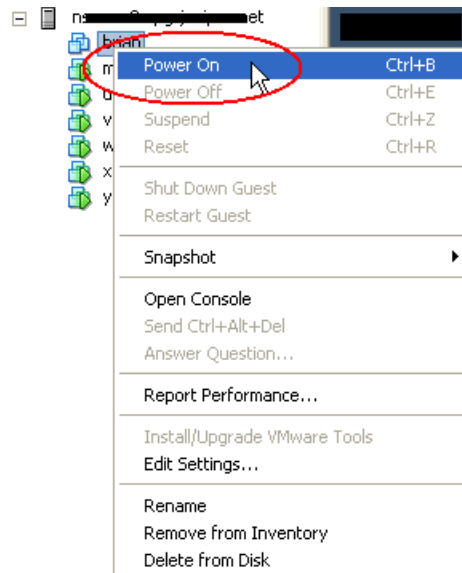 brian
m
v
w
x
y
Power On Ctrl+B
Power Off Ctrl+E
Suspend Ctrl+Z
Reset Ctrl+R
Shut Down Guest
Restart Guest
Snapshot
Open Console
Send Ctrl+Alt+Del
Answer Question...
Report Performance...
Install/Upgrade VMware Tools
Edit Settings...
Rename
Remove from Inventory
Delete from Disk